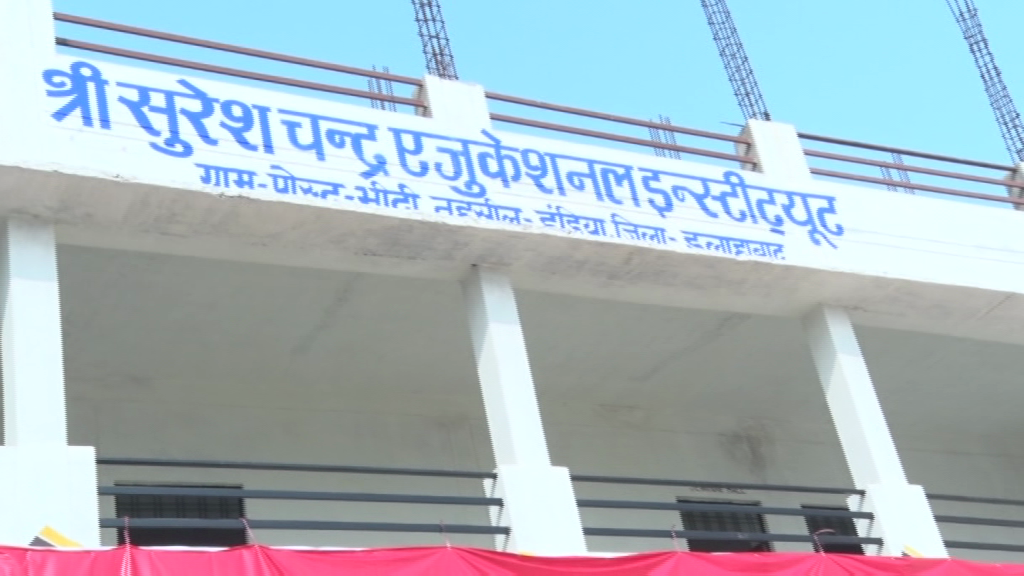 श्री सुरेश चन्द्र एजुकेशनल इन्स्टीट्यूट
ग्राम-पोस्ट-भीटी तहसील- हंडिया जिला- इलाहाबाद